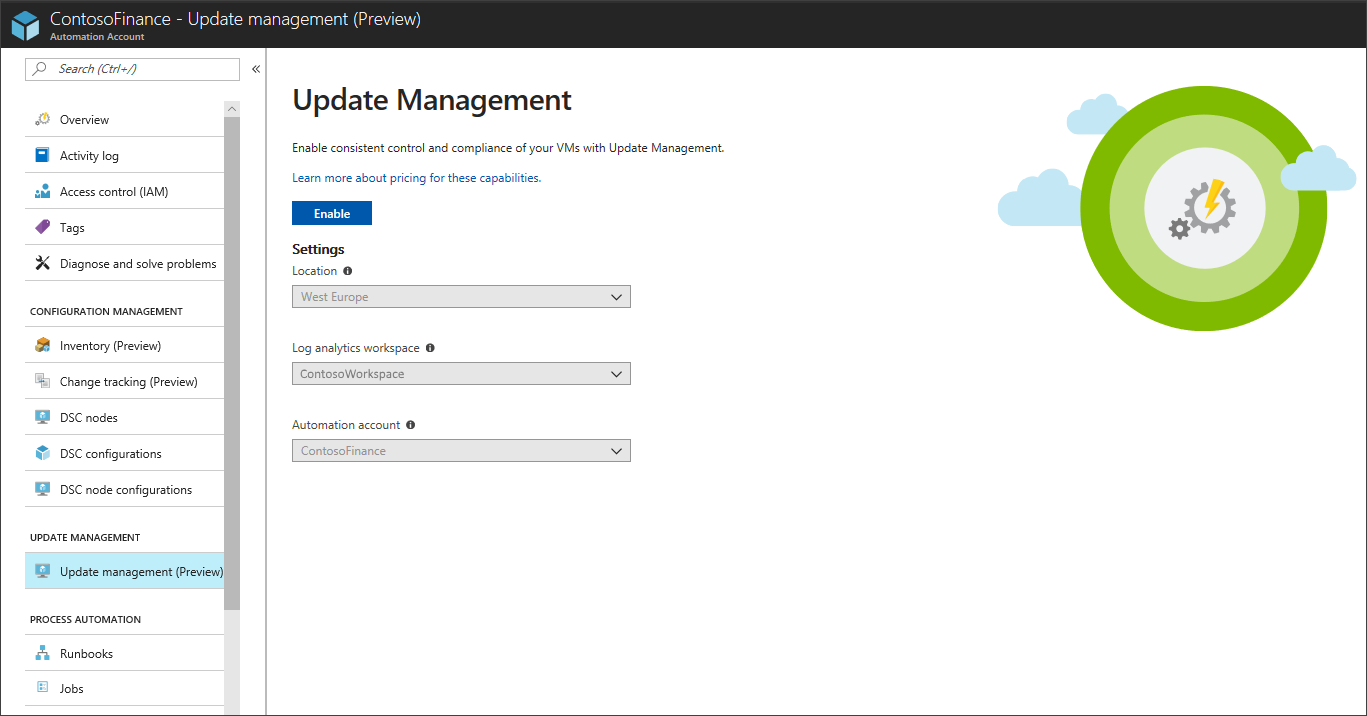 ContosoFinance - Update management (Preview)
Automation Account
Search (Ctrl+/)
Overview
Activity log
Access control (IAM)
Tags
Diagnose and solve problems
CONFIGURATION MANAGEMENT
Inventory (Preview)
Change tracking (Preview)
DSC nodes
DSC configurations
DSC node configurations
UPDATE MANAGEMENT
Update management (Preview)
PROCESS AUTOMATION
Runbooks
Jobs
Update Management
Enable consistent control and compliance of your VMs with Update Management.
Learn more about pricing for these capabilities.
Enable
Settings
Location
West Europe
Log analytics workspace
ContosoWorkspace
Automation account
ContosoFinance